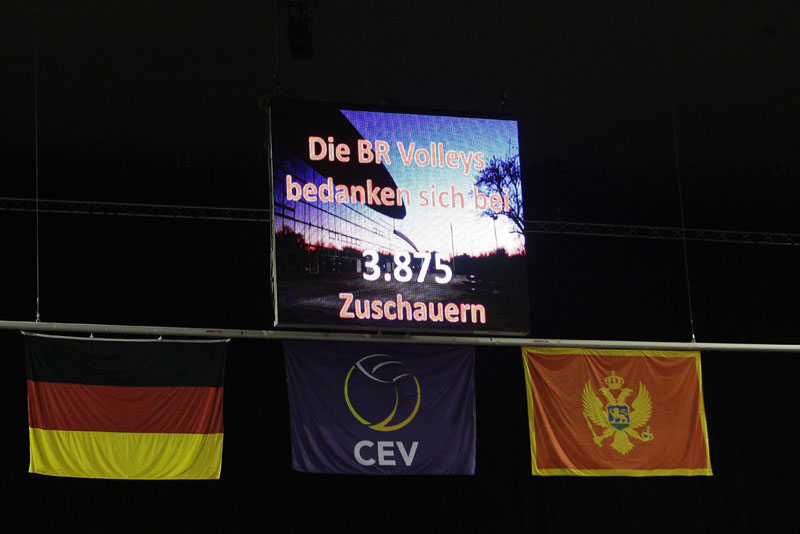 Die BR Volleys
bedanken sich bei
3.875
Zuschauern
CEV